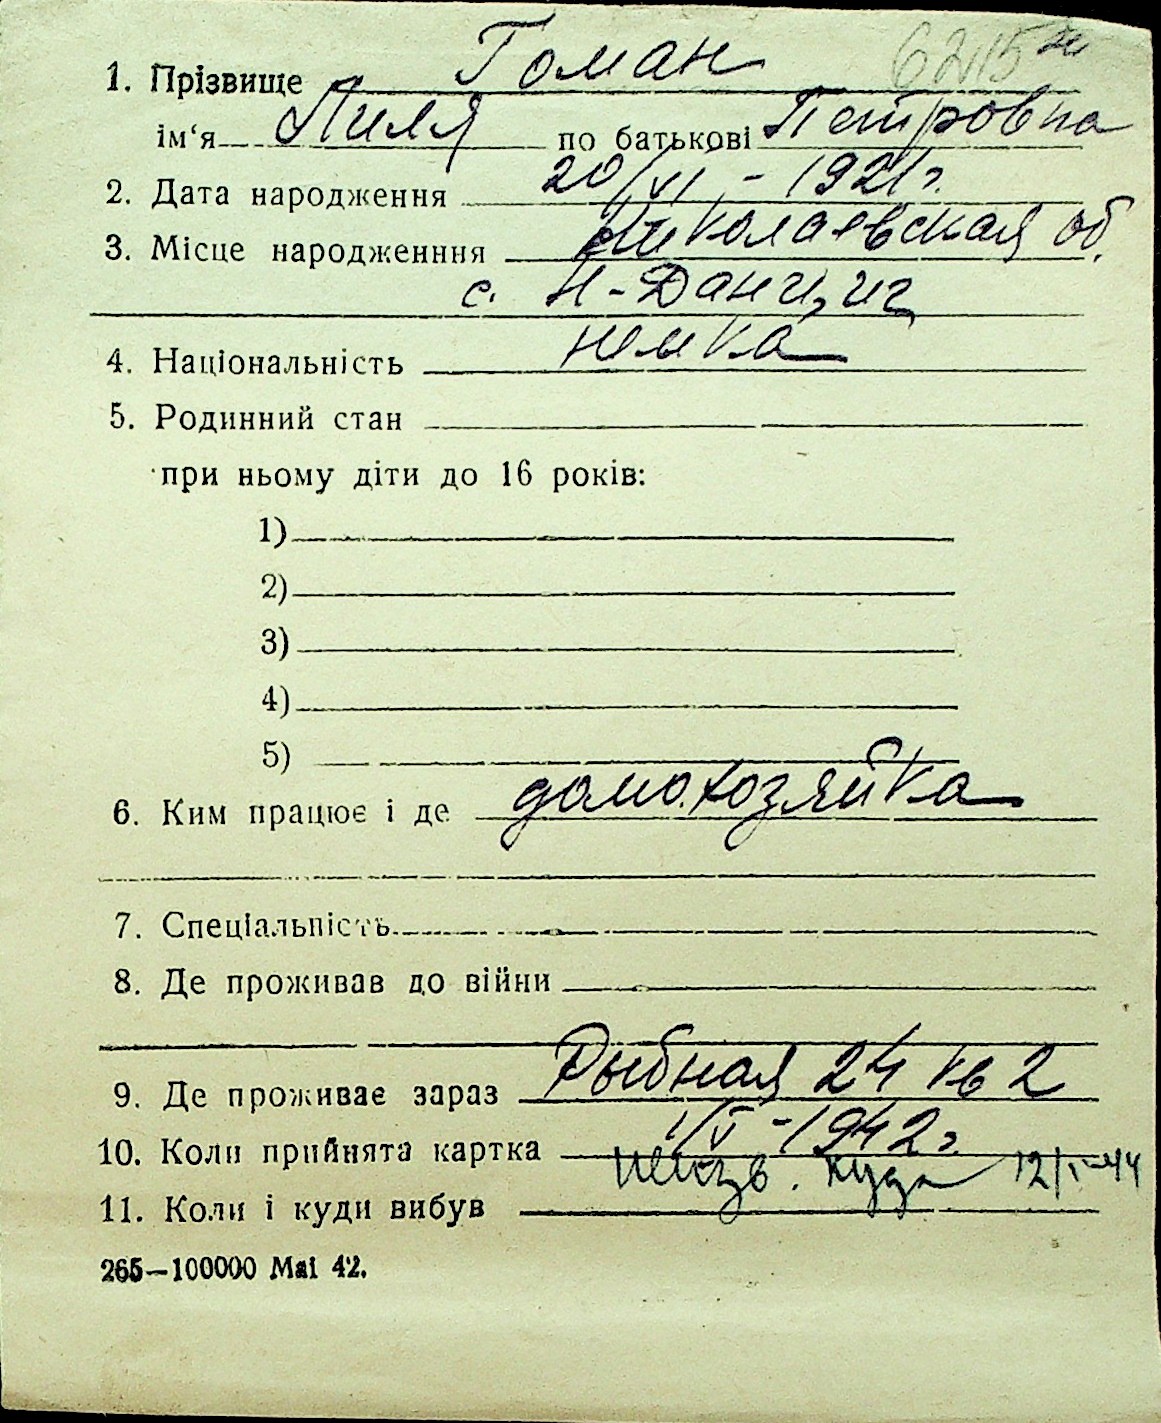 6215
1. Прізвище Гоман
ім‘я Лиля по батькові Петровна
2. Дата народження 20/VI - 1921 г.
3. Місце народженння Николаевская об.
с. Н-Данциг
4. Національність немка
5. Родинний стан
при ньому діти до 16 років:
1)
2)
3)
4)
5)
6. Ким працює і де домохозяйка
7. Спеціальність
8. Де проживав до війни
9. Де проживає зараз Рыбная 24 кв 2
10. Коли прийнята картка 1/V - 1942 г.
11. Коли і куди вибув неизв. куда 12/I-44
265—100000 Маі 42.